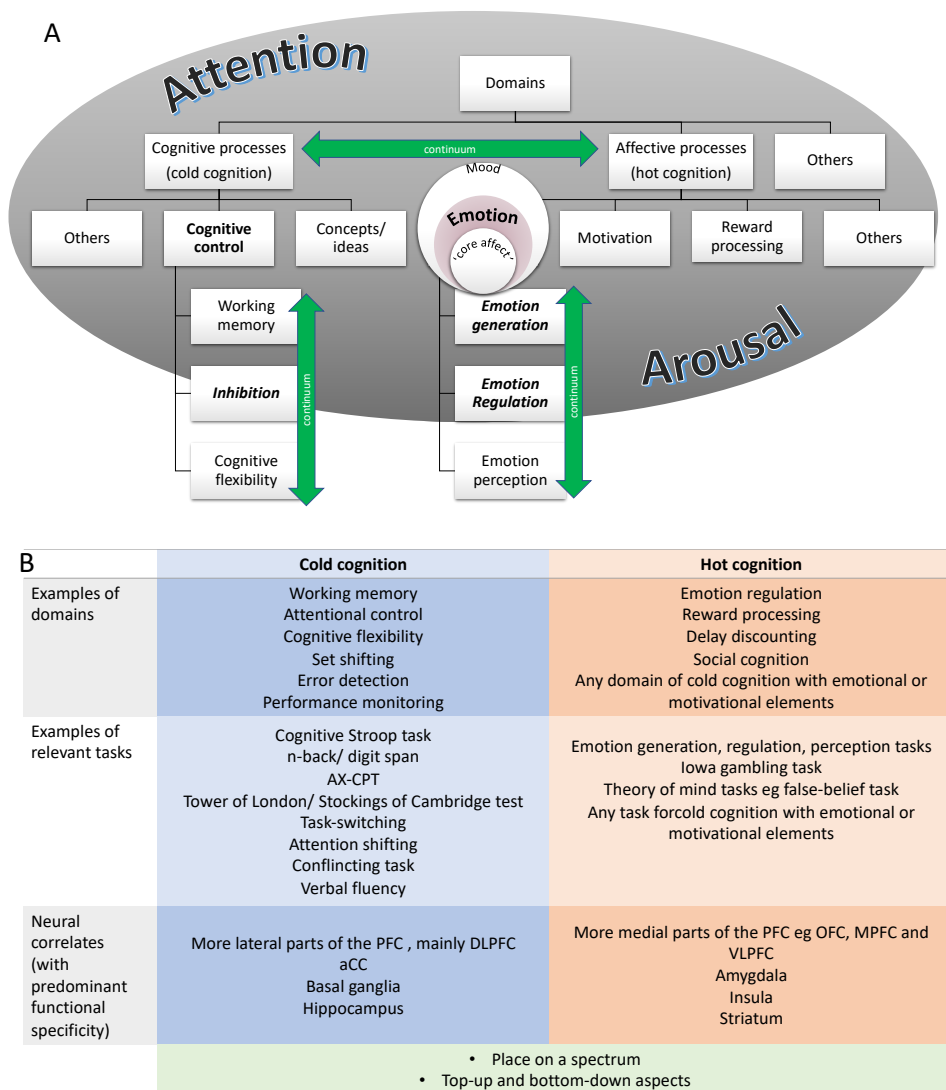 A
Attention
Domains
Cognitive processes
(cold cognition)
continuum
Affective processes
(hot cognition)
Others
Mood
Emotion
'core affect'
Others
Cognitive
control
Concepts/
ideas
Motivation
Reward
processing
Others
Working
memory
Inhibition
Cognitive
flexibility
continuum
Emotion
generation
Emotion
Regulation
Emotion
perception
continuum
Arousal
B
Cold cognition
Hot cognition
Examples of
domains
Working memory
Attentional control
Cognitive flexibility
Set shifting
Error detection
Performance monitoring
Emotion regulation
Reward processing
Delay discounting
Social cognition
Any domain of cold cognition with emotional or
motivational elements
Examples of
relevant tasks
Cognitive Stroop task
n-back/ digit span
AX-CPT
Tower of London/ Stockings of Cambridge test
Task-switching
Attention shifting
Conflincting task
Verbal fluency
Emotion generation, regulation, perception tasks
Iowa gambling task
Theory of mind tasks eg false-belief task
Any task forcold cognition with emotional or
motivational elements
Neural
correlates
(with
predominant
functional
specificity)
More lateral parts of the PFC , mainly DLPFC
aCC
Basal ganglia
Hippocampus
More medial parts of the PFC eg OFC, MPFC and
VLPFC
Amygdala
Insula
Striatum
• Place on a spectrum
• Top-up and bottom-down aspects